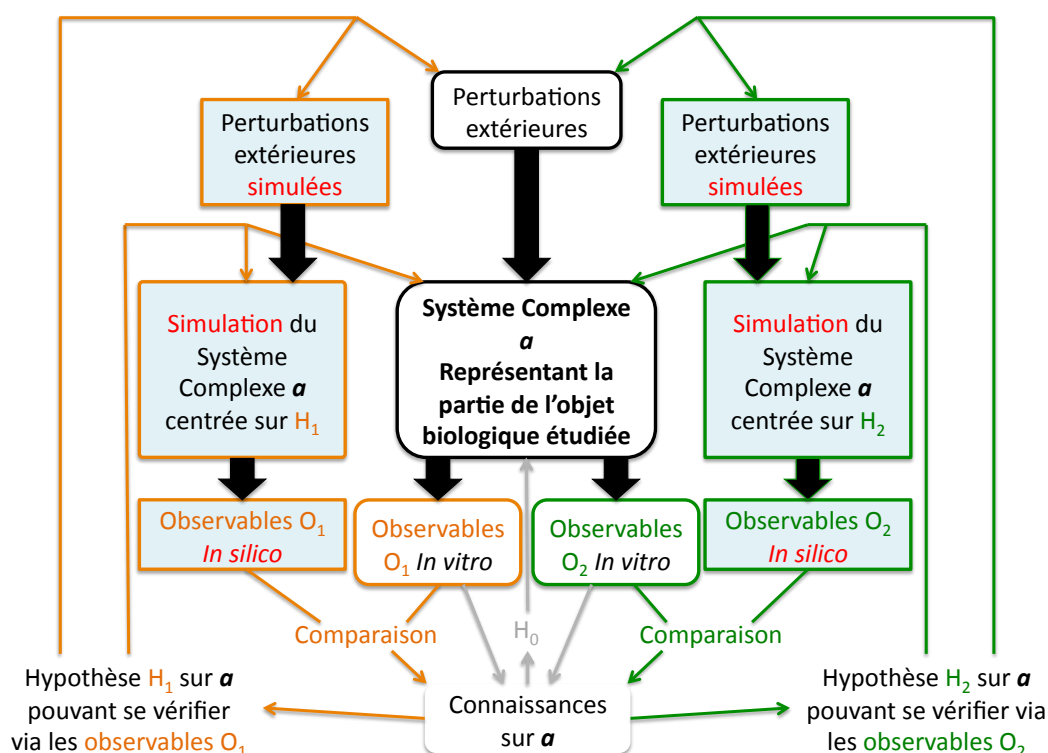 Perturbations
extérieures
Perturbations
extérieures
simulées
Perturbations
extérieures
simulées
Simulation du
Système
Complexe a
centrée sur H₁
Système Complexe
a
Représentant la
partie de l'objet
biologique étudiée
Simulation du
Système
Complexe a
centrée sur H₂
Observables O₁
In silico
Observables
O₁ In vitro
Observables
O₂ In vitro
Observables O₂
In silico
Comparaison
H₀
Comparaison
Hypothèse H₁ sur a
pouvant se vérifier
via les observables O₁
Connaissances
sur a
Hypothèse H₂ sur a
pouvant se vérifier via
les observables O₂